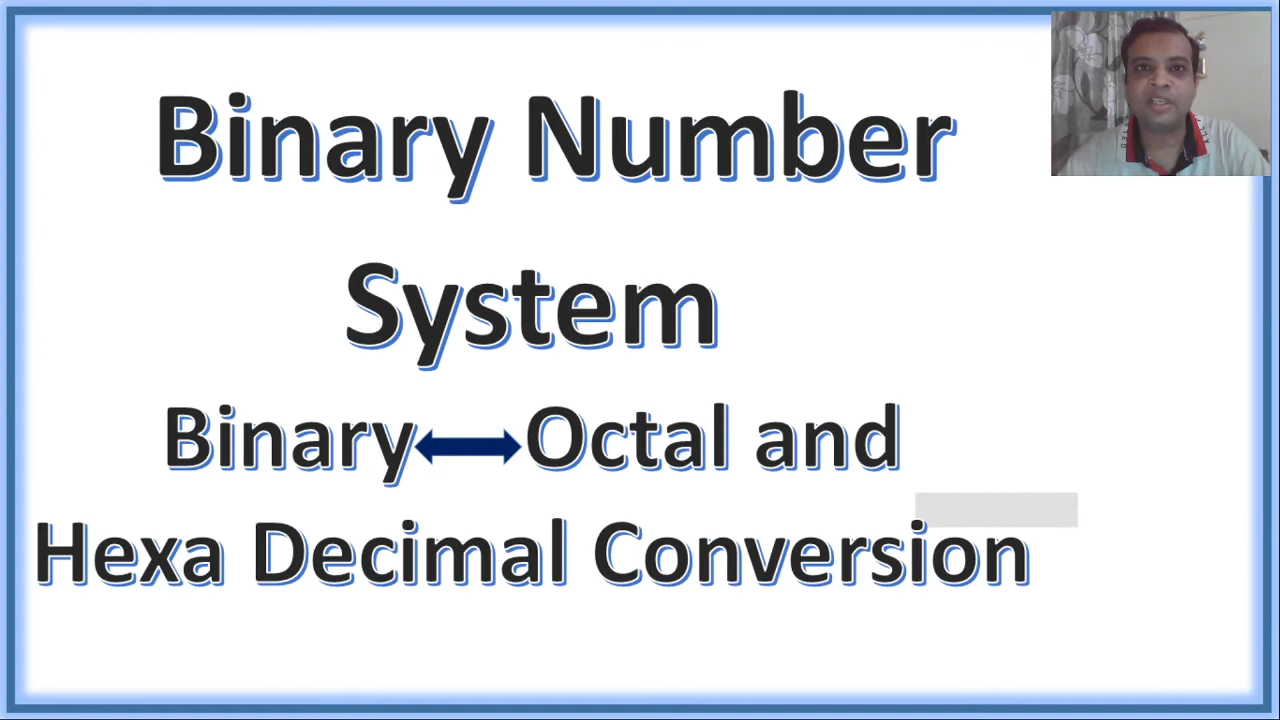 Binary Number
System
Binary Octal and
Hexa Decimal Conversion